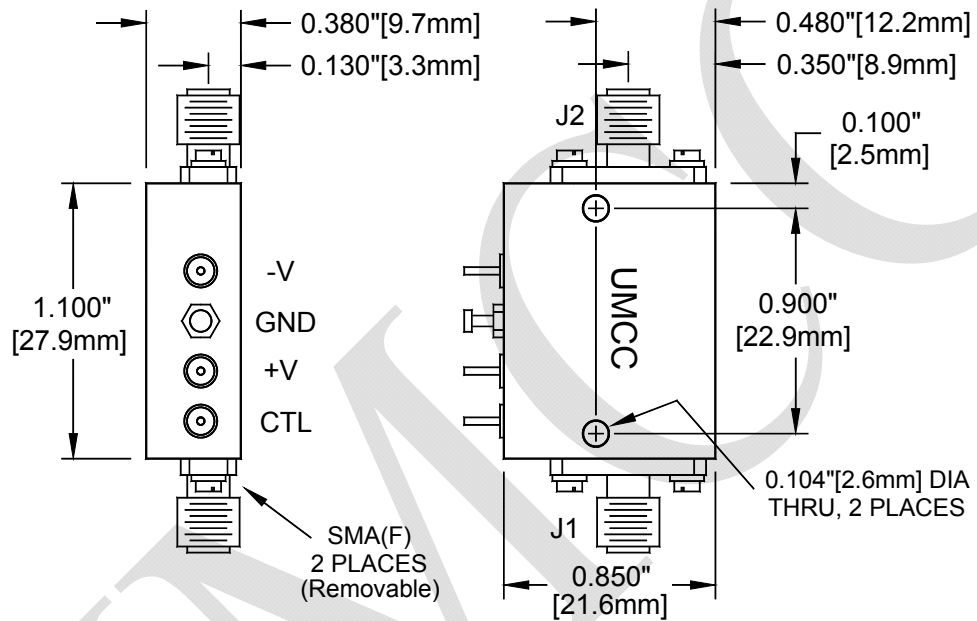 0.380"[9.7mm]
0.130"[3.3mm]
0.480"[12.2mm]
0.350"[8.9mm]
J2
0.100"
[2.5mm]
-V
GND
+V
CTL
1.100"
[27.9mm]
UMCC
0.900"
[22.9mm]
0.104"[2.6mm] DIA
THRU, 2 PLACES
SMA(F)
2 PLACES
(Removable)
J1
0.850"
[21.6mm]
UMCC